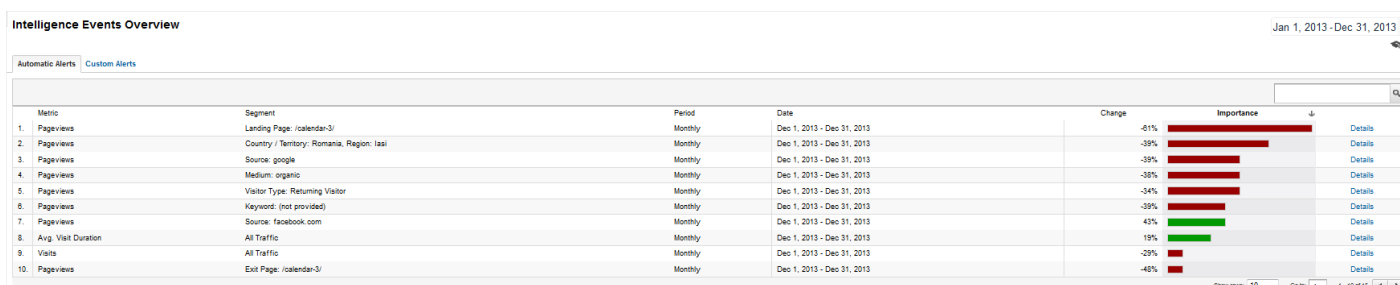 Intelligence Events Overview
Jan 1, 2013 - Dec 31, 2013
Automatic Alerts Custom Alerts
Metric Segment Period Date Change Importance
1. Pageviews Landing Page: /calendar-3/ Monthly Dec 1, 2013 - Dec 31, 2013 -61% Details
2. Pageviews Country / Territory: Romania, Region: Iasi Monthly Dec 1, 2013 - Dec 31, 2013 -39% Details
3. Pageviews Source: google Monthly Dec 1, 2013 - Dec 31, 2013 -39% Details
4. Pageviews Medium: organic Monthly Dec 1, 2013 - Dec 31, 2013 -38% Details
5. Pageviews Visitor Type: Returning Visitor Monthly Dec 1, 2013 - Dec 31, 2013 -34% Details
6. Pageviews Keyword: (not provided) Monthly Dec 1, 2013 - Dec 31, 2013 -39% Details
7. Pageviews Source: facebook.com Monthly Dec 1, 2013 - Dec 31, 2013 43% Details
8. Avg. Visit Duration All Traffic Monthly Dec 1, 2013 - Dec 31, 2013 19% Details
9. Visits All Traffic Monthly Dec 1, 2013 - Dec 31, 2013 -29% Details
10. Pageviews Exit Page: /calendar-3/ Monthly Dec 1, 2013 - Dec 31, 2013 -48% Details